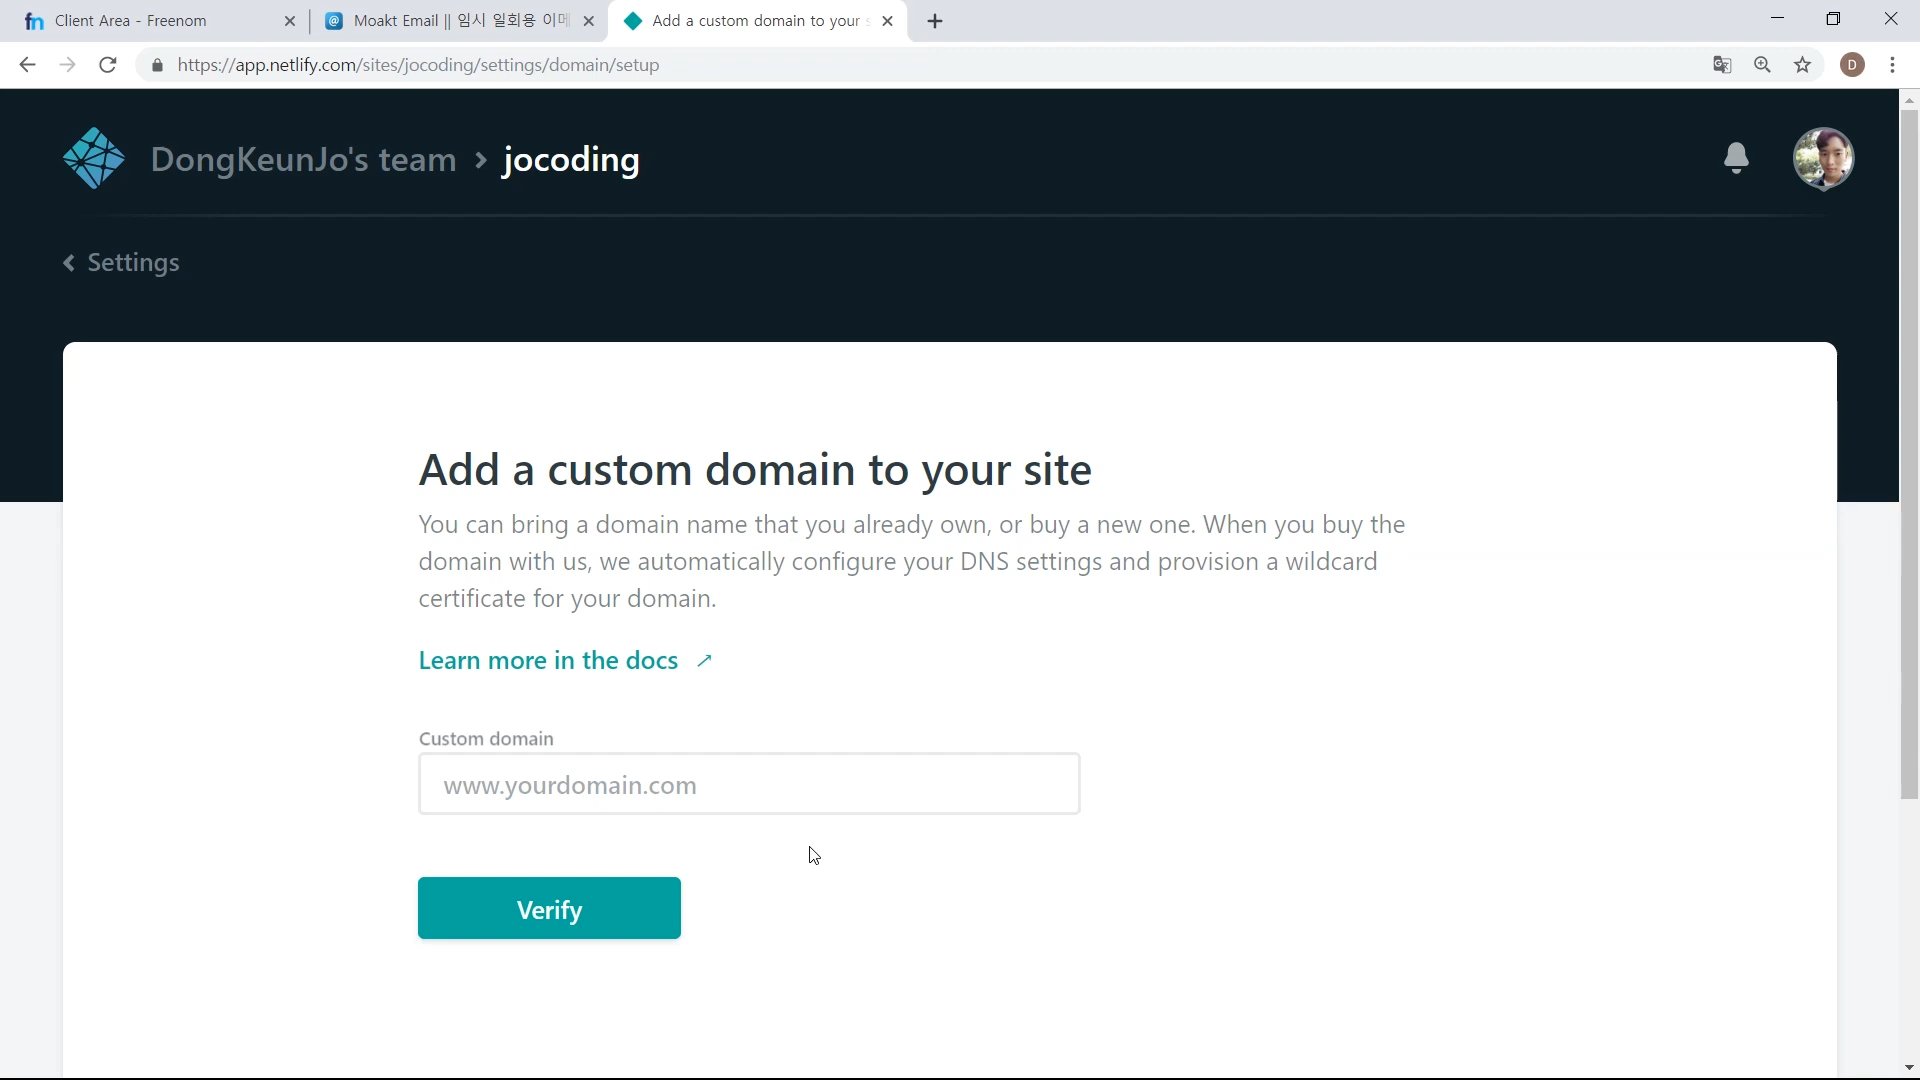 fn Client Area - Freenom
@ Moakt Email || 임시 일회용 이메
Add a custom domain to your
https://app.netlify.com/sites/jocoding/settings/domain/setup
D
DongKeunJo's team > jocoding
Settings
Add a custom domain to your site
You can bring a domain name that you already own, or buy a new one. When you buy the
domain with us, we automatically configure your DNS settings and provision a wildcard
certificate for your domain.
Learn more in the docs
Custom domain
www.yourdomain.com
Verify